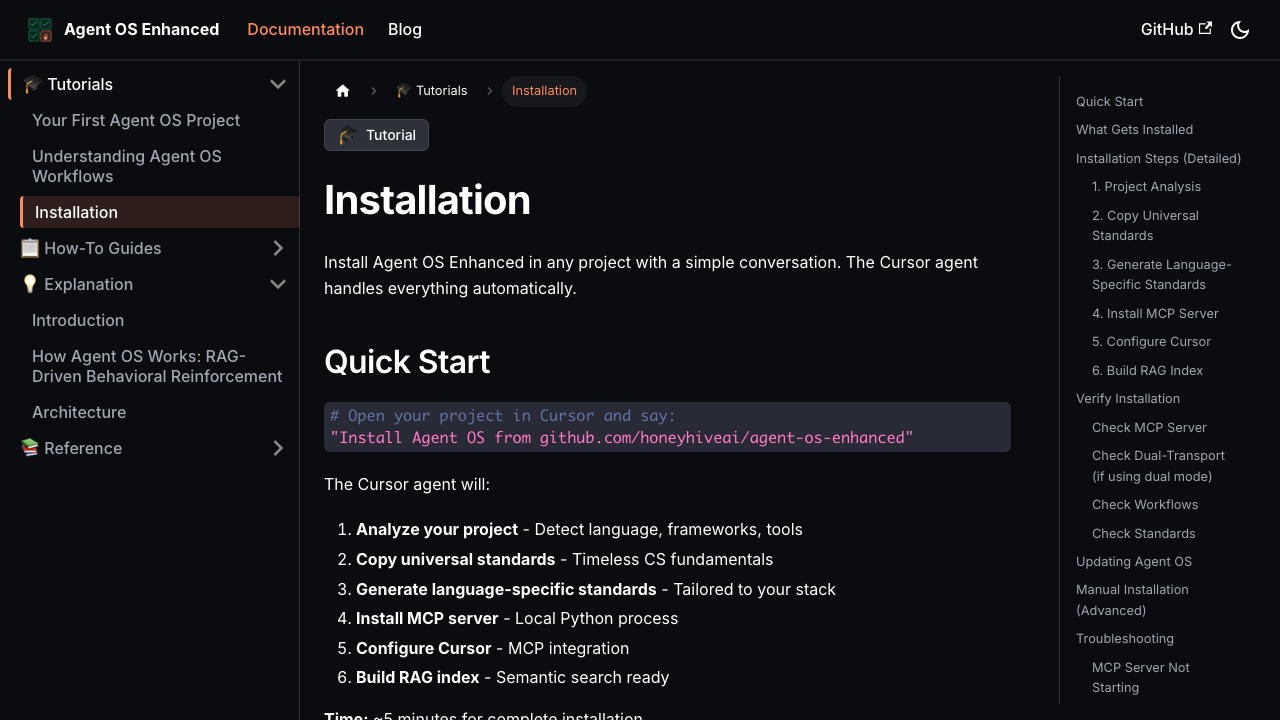 Agent OS Enhanced
Documentation
Blog
GitHub
🎓 Tutorials
Your First Agent OS Project
Understanding Agent OS
Workflows
Installation
📋 How-To Guides
💡 Explanation
Introduction
How Agent OS Works: RAG-
Driven Behavioral Reinforcement
Architecture
📚 Reference
🎓 Tutorials
Installation
🎓 Tutorial
Installation
Install Agent OS Enhanced in any project with a simple conversation. The Cursor agent
handles everything automatically.
Quick Start
# Open your project in Cursor and say:
"Install Agent OS from github.com/honeyhiveai/agent-os-enhanced"
The Cursor agent will:
1. Analyze your project - Detect language, frameworks, tools
2. Copy universal standards - Timeless CS fundamentals
3. Generate language-specific standards - Tailored to your stack
4. Install MCP server - Local Python process
5. Configure Cursor - MCP integration
6. Build RAG index - Semantic search ready
Time: ~5 minutes for complete installation
Quick Start
What Gets Installed
Installation Steps (Detailed)
1. Project Analysis
2. Copy Universal
Standards
3. Generate Language-
Specific Standards
4. Install MCP Server
5. Configure Cursor
6. Build RAG Index
Verify Installation
Check MCP Server
Check Dual-Transport
(if using dual mode)
Check Workflows
Check Standards
Updating Agent OS
Manual Installation
(Advanced)
Troubleshooting
MCP Server Not
Starting